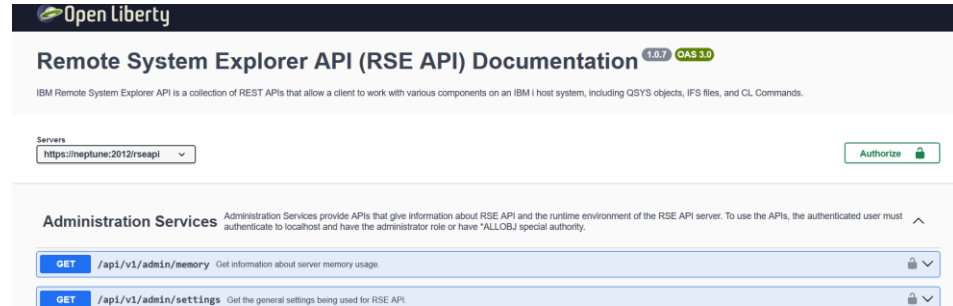 Open Liberty
Remote System Explorer API (RSE API) Documentation 1.0.7 OAS 3.0
IBM Remote System Explorer API is a collection of REST APIs that allow a client to work with various components on an IBM i host system, including QSYS objects, IFS files, and CL Commands.
Servers
https://neptune:2012/rseapi
Authorize
Administration Services Administration Services provide APIs that give information about RSE API and the runtime environment of the RSE API server. To use the APIs, the authenticated user must
authenticate to localhost and have the administrator role or have *ALLOBJ special authority.
GET /api/v1/admin/memory Get information about server memory usage.
GET /api/v1/admin/settings Get the general settings being used for RSE API.